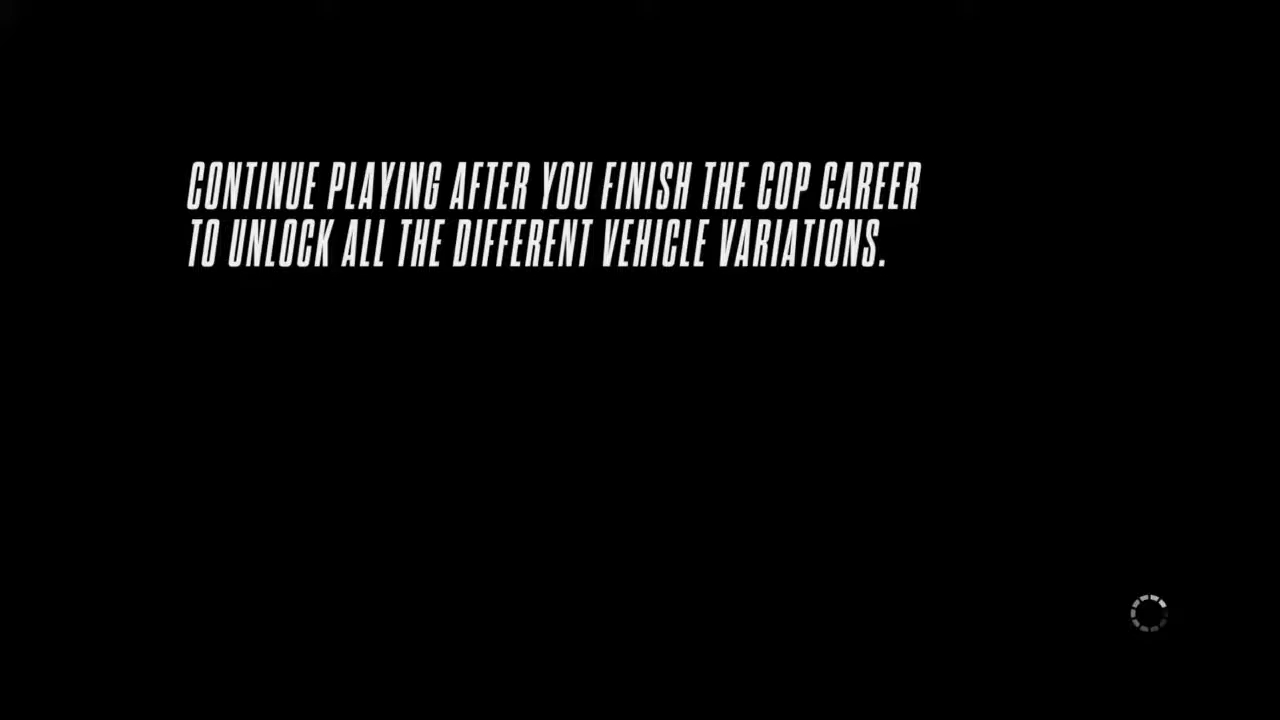 CONTINUE PLAYING AFTER YOU FINISH THE COP CAREER
TO UNLOCK ALL THE DIFFERENT VEHICLE VARIATIONS.